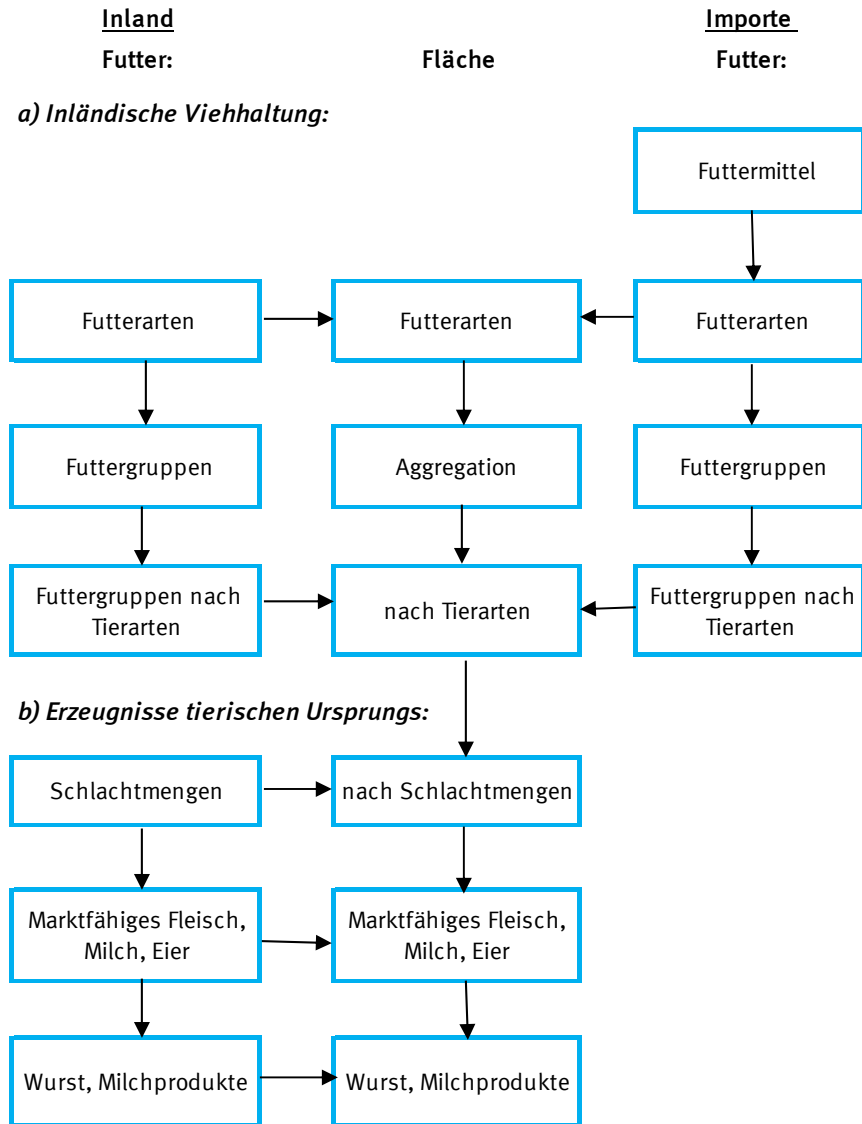 Inland
Importe
Futter:
Fläche
Futter:
a) Inländische Viehhaltung:
Futtermittel
Futterarten
Futterarten
Futterarten
Futtergruppen
Aggregation
Futtergruppen
Futtergruppen nach
Tierarten
nach Tierarten
Futtergruppen nach
Tierarten
b) Erzeugnisse tierischen Ursprungs:
Schlachtmengen
nach Schlachtmengen
Marktfähiges Fleisch,
Milch, Eier
Marktfähiges Fleisch,
Milch, Eier
Wurst, Milchprodukte
Wurst, Milchprodukte